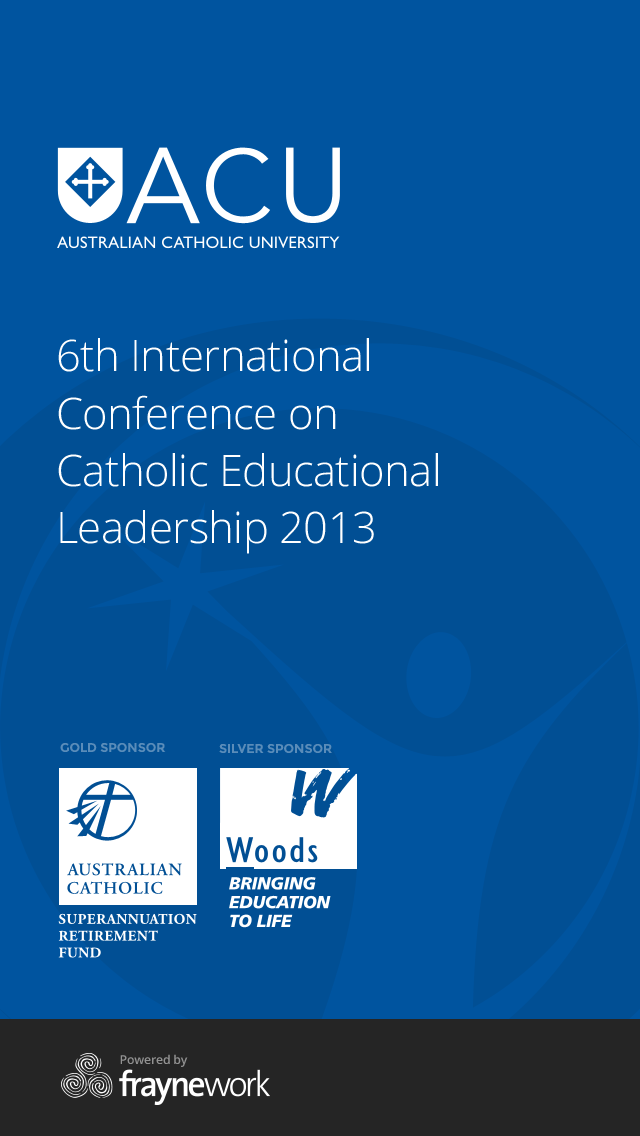 ACU
AUSTRALIAN CATHOLIC UNIVERSITY
6th International
Conference on
Catholic Educational
Leadership 2013
GOLD SPONSOR
AUSTRALIAN
CATHOLIC
SUPERANNUATION
RETIREMENT
FUND
SILVER SPONSOR
W
Woods
BRINGING
EDUCATION
TO LIFE
Powered by
fraynework